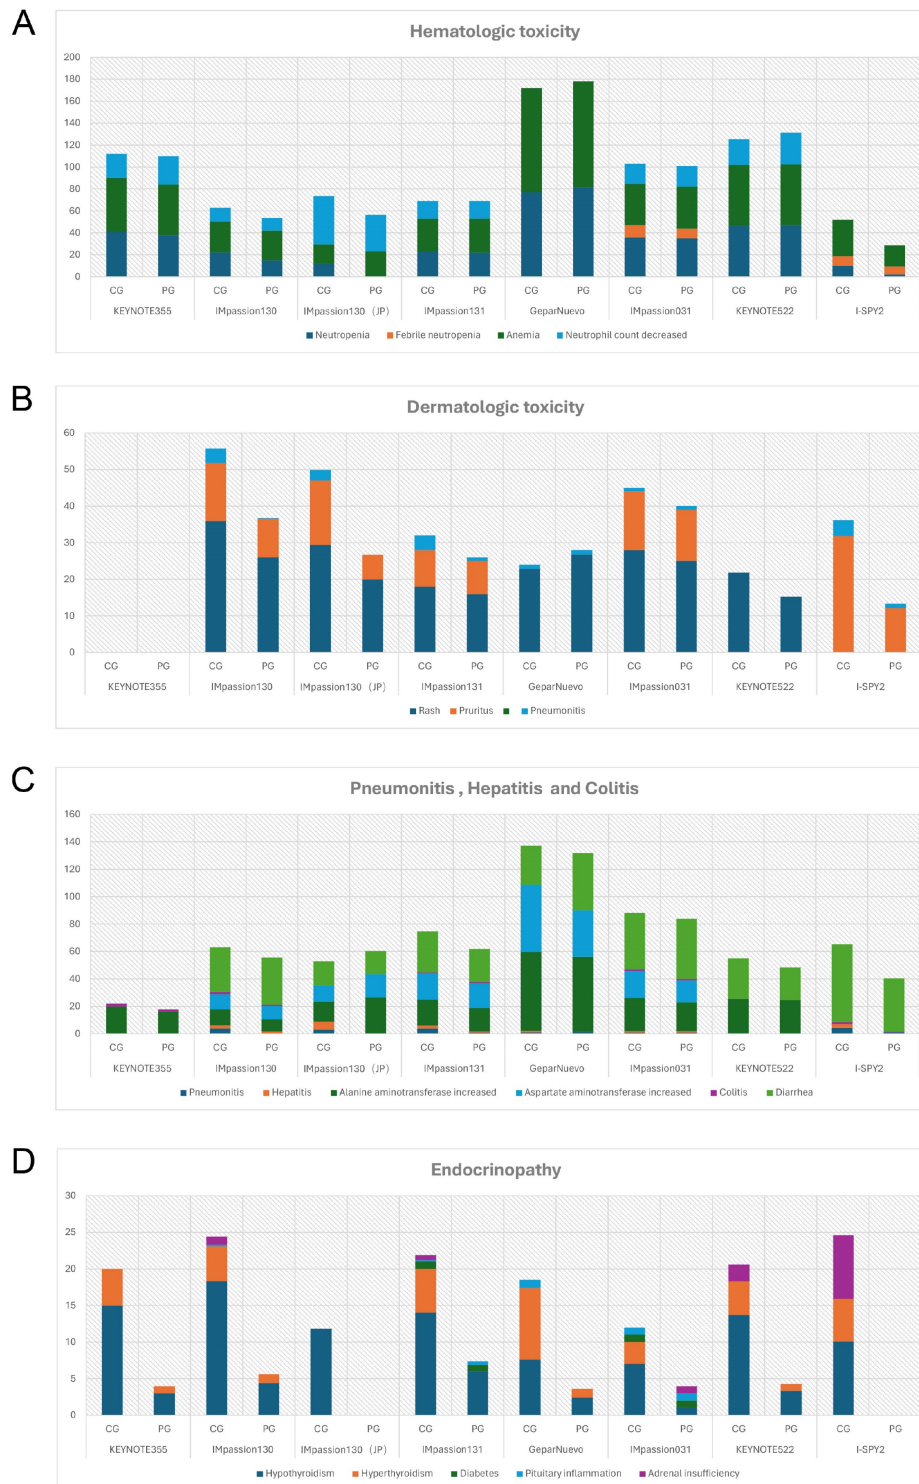 A
Hematologic toxicity
200
180
160
140
120
100
80
60
40
20
0
CG PG CG PG CG PG CG PG CG PG CG PG CG PG CG PG
KEYNOTE355 IMpassion130 IMpassion130 (JP) IMpassion131 GeparNuevo IMpassion031 KEYNOTE522 I-SPY2
Neutropenia Febrile neutropenia Anemia Neutrophil count decreased
B
Dermatologic toxicity
60
50
40
30
20
10
0
CG PG CG PG CG PG CG PG CG PG CG PG CG PG CG PG
KEYNOTE355 IMpassion130 IMpassion130 (JP) IMpassion131 GeparNuevo IMpassion031 KEYNOTE522 I-SPY2
Rash Pruritus Pneumonitis
C
Pneumonitis , Hepatitis and Colitis
160
140
120
100
80
60
40
20
0
CG PG CG PG CG PG CG PG CG PG CG PG CG PG CG PG
KEYNOTE355 IMpassion130 IMpassion130 (JP) IMpassion131 GeparNuevo IMpassion031 KEYNOTE522 I-SPY2
Pneumonitis Hepatitis Alanine aminotransferase increased Aspartate aminotransferase increased Colitis Diarrhea
D
Endocrinopathy
30
25
20
15
10
5
0
CG PG CG PG CG PG CG PG CG PG CG PG CG PG CG PG
KEYNOTE355 IMpassion130 IMpassion130 (JP) IMpassion131 GeparNuevo IMpassion031 KEYNOTE522 I-SPY2
Hypothyroidism Hyperthyroidism Diabetes Pituitary inflammation Adrenal insufficiency